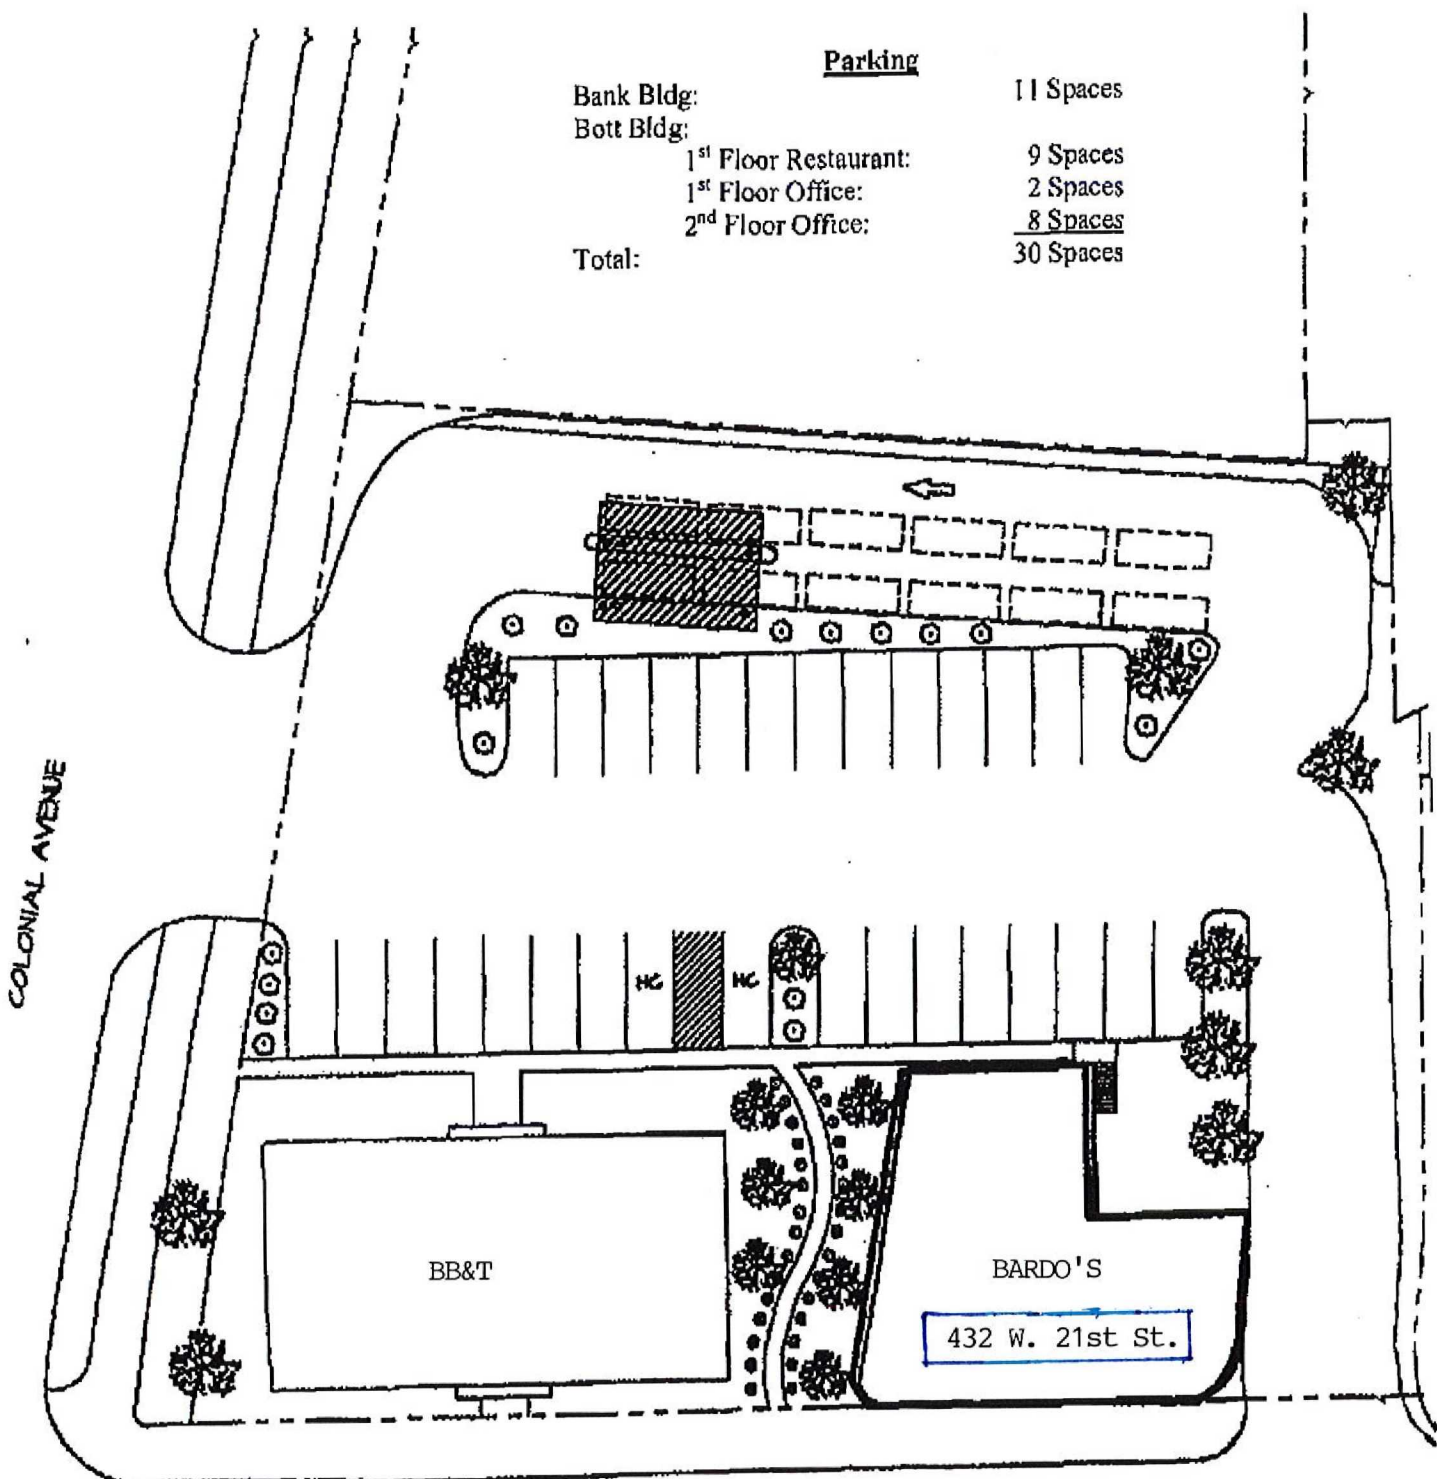 Parking
Bank Bldg: 11 Spaces
Bott Bldg:
1st Floor Restaurant: 9 Spaces
1st Floor Office: 2 Spaces
2nd Floor Office: 8 Spaces
Total: 30 Spaces
COLONIAL AVENUE
HC HC
BB&T
BARDO'S
432 W. 21st St.